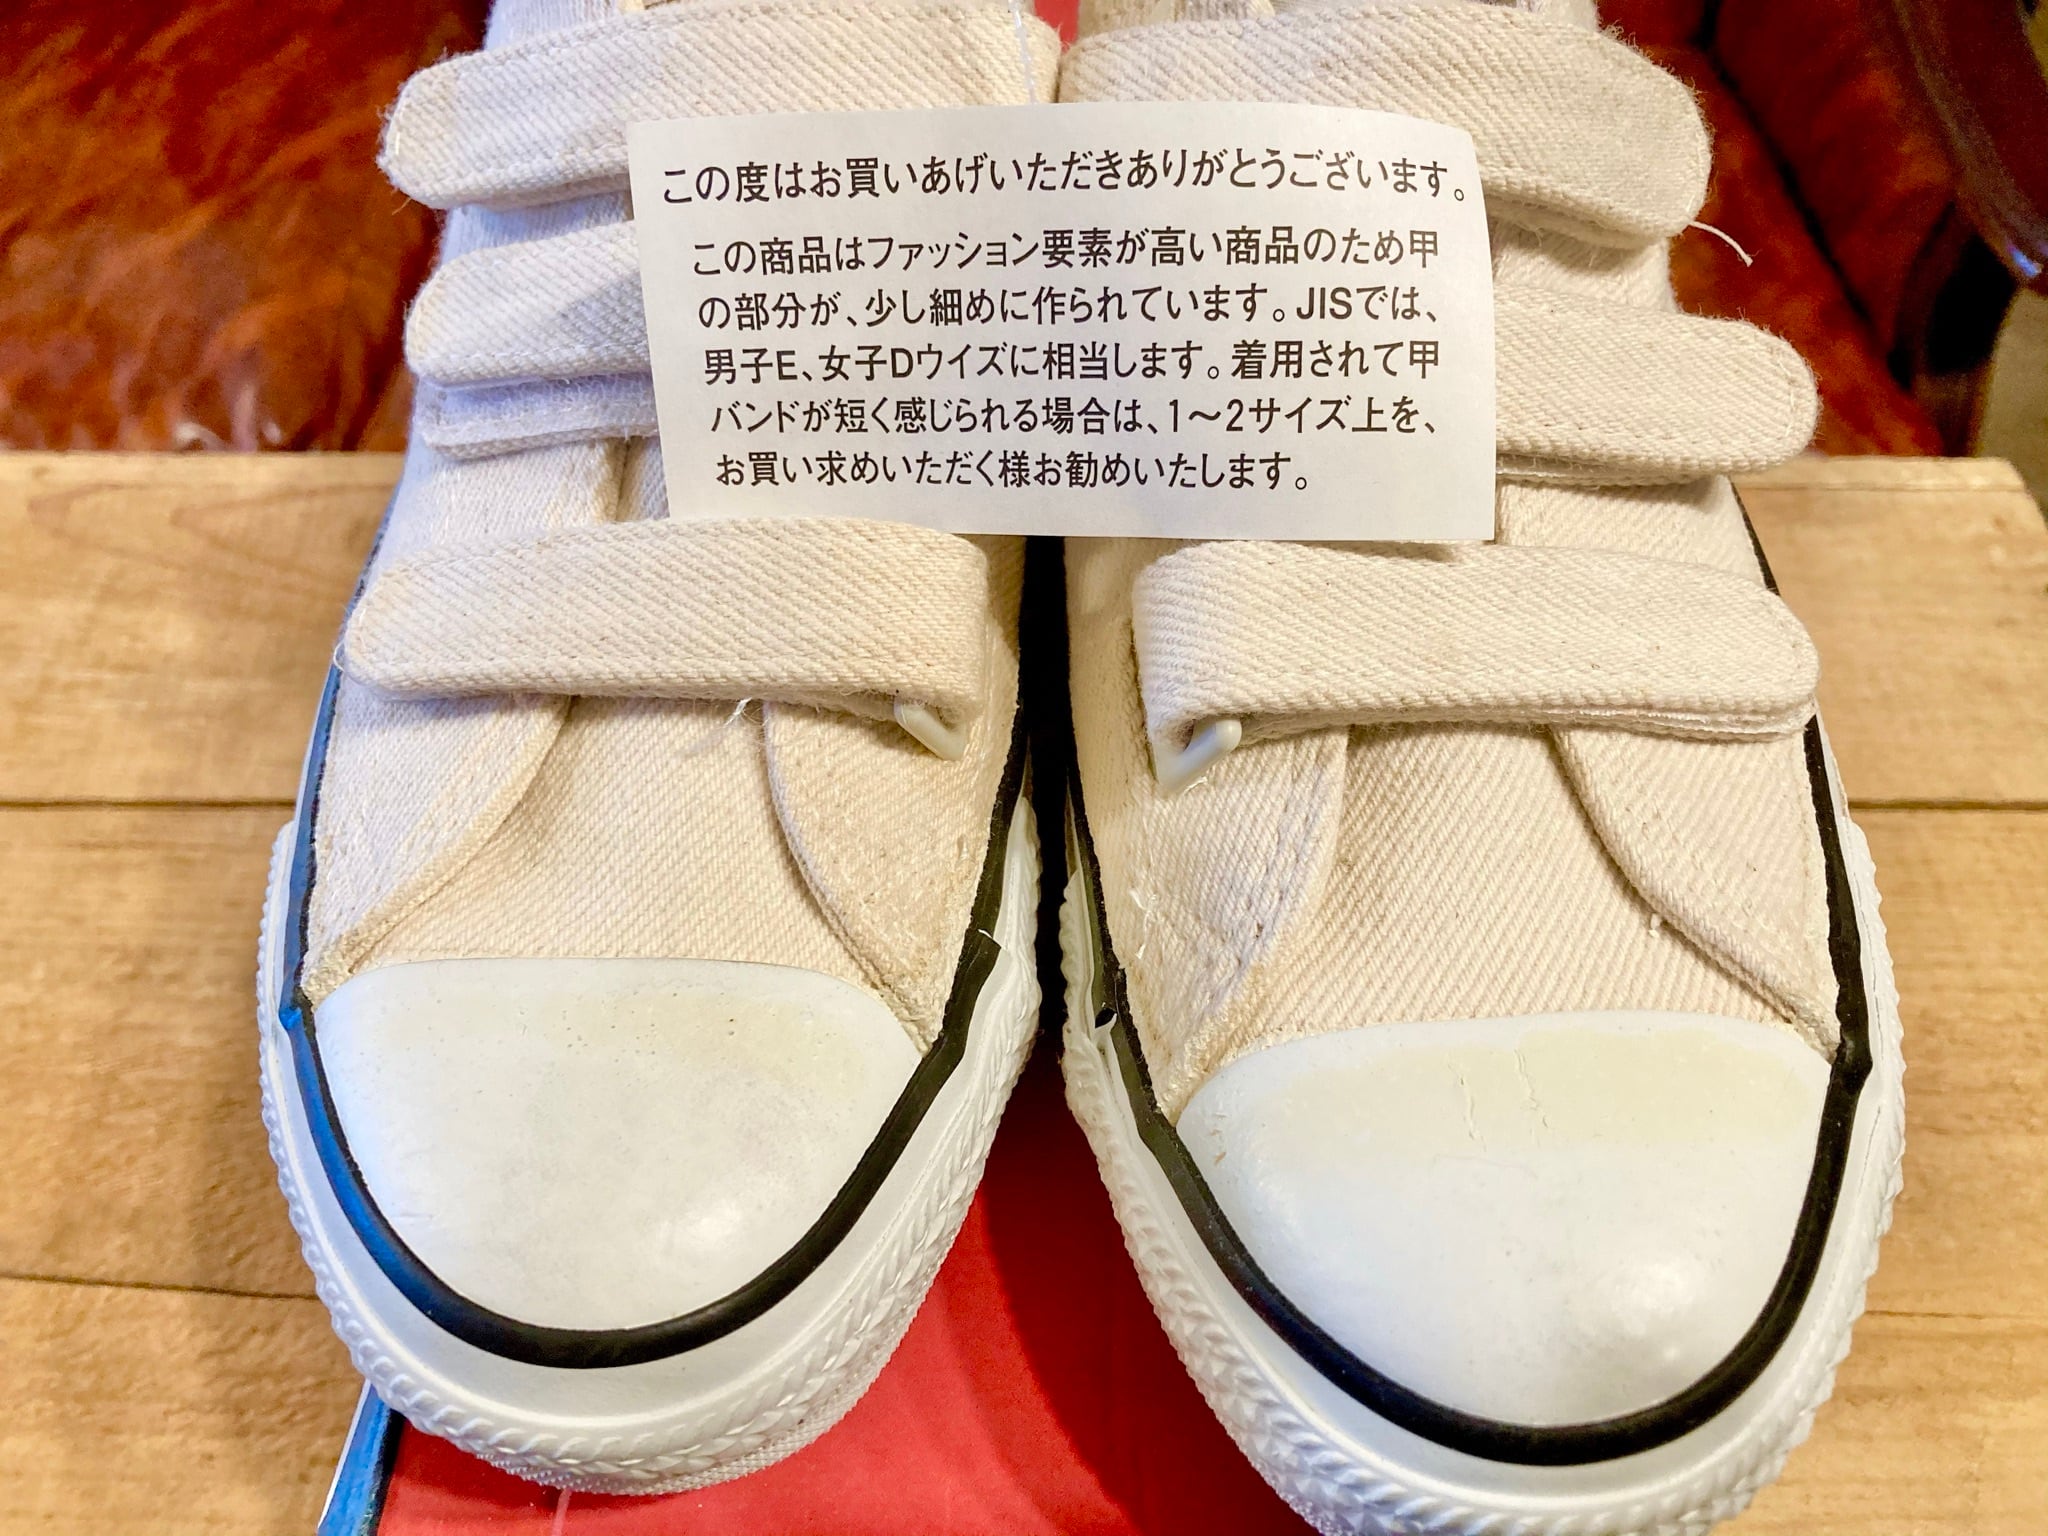 この度はお買いあげいただきありがとうございます。
この商品はファッション要素が高い商品のため甲
の部分が、少し細めに作られています。JISでは、
男子E、女子Dウイズに相当します。着用されて甲
バンドが短く感じられる場合は、1〜2サイズ上を、
お買い求めいただく様お勧めいたします。